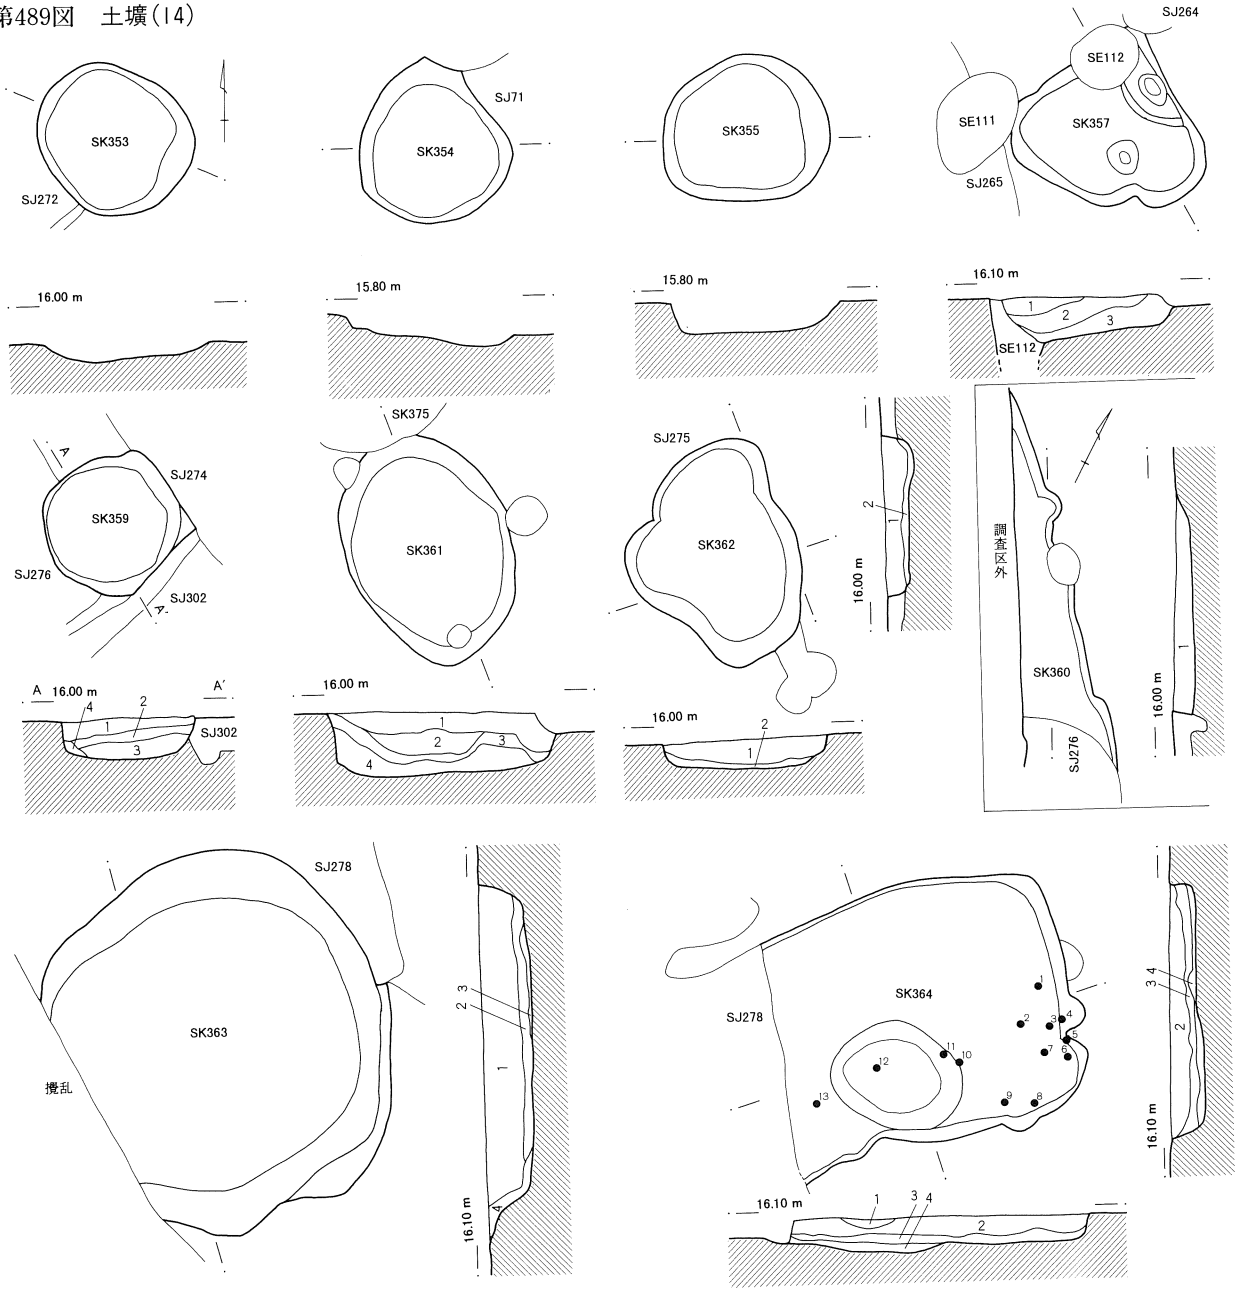 第489図 土壙(14)
SK353
SJ272
16.00 m
SK354
SJ71
15.80 m
SK355
15.80 m
SJ264
SE112
SE111
SK357
SJ265
16.10 m
1
2
3
SE112
A
SJ274
SK359
SJ276
SJ302
A'
A 16.00 m A'
4
2
1
3
SJ302
SK375
SK361
16.00 m
1
2
3
4
SJ275
SK362
2
1
16.00 m
16.00 m
2
1
調査区外
SK360
SJ276
1
16.00 m
SJ278
SK363
攪乱
3
2
1
4
16.10 m
SK364
SJ278
1
2
3
4
5
6
7
8
9
10
11
12
13
4
3
2
16.10 m
16.10 m
1
3
4
2